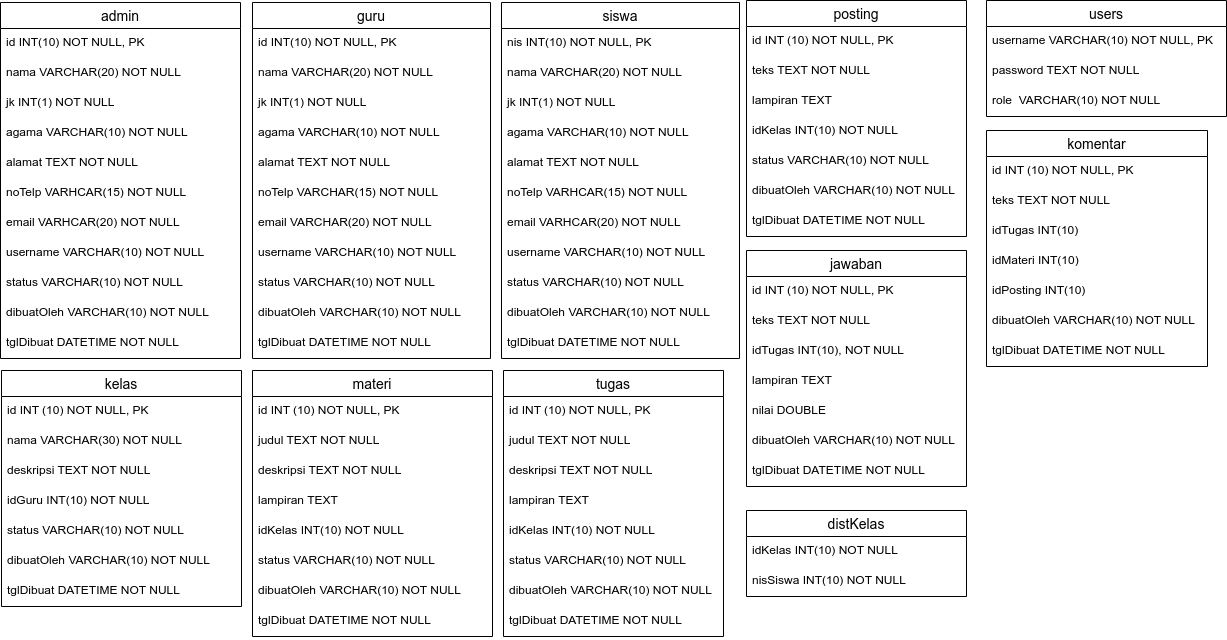 admin
id INT(10) NOT NULL, PK
nama VARCHAR(20) NOT NULL
jk INT(1) NOT NULL
agama VARCHAR(10) NOT NULL
alamat TEXT NOT NULL
noTelp VARHCAR(15) NOT NULL
email VARHCAR(20) NOT NULL
username VARCHAR(10) NOT NULL
status VARCHAR(10) NOT NULL
dibuatOleh VARCHAR(10) NOT NULL
tglDibuat DATETIME NOT NULL
guru
id INT(10) NOT NULL, PK
nama VARCHAR(20) NOT NULL
jk INT(1) NOT NULL
agama VARCHAR(10) NOT NULL
alamat TEXT NOT NULL
noTelp VARCHAR(15) NOT NULL
email VARCHAR(20) NOT NULL
username VARCHAR(10) NOT NULL
status VARCHAR(10) NOT NULL
dibuatOleh VARCHAR(10) NOT NULL
tglDibuat DATETIME NOT NULL
siswa
nis INT(10) NOT NULL, PK
nama VARCHAR(20) NOT NULL
jk INT(1) NOT NULL
agama VARCHAR(10) NOT NULL
alamat TEXT NOT NULL
noTelp VARHCAR(15) NOT NULL
email VARHCAR(20) NOT NULL
username VARCHAR(10) NOT NULL
status VARCHAR(10) NOT NULL
dibuatOleh VARCHAR(10) NOT NULL
tglDibuat DATETIME NOT NULL
posting
id INT (10) NOT NULL, PK
teks TEXT NOT NULL
lampiran TEXT
idKelas INT(10) NOT NULL
status VARCHAR(10) NOT NULL
dibuatOleh VARCHAR(10) NOT NULL
tglDibuat DATETIME NOT NULL
users
username VARCHAR(10) NOT NULL, PK
password TEXT NOT NULL
role VARCHAR(10) NOT NULL
komentar
id INT (10) NOT NULL, PK
teks TEXT NOT NULL
idTugas INT(10)
idMateri INT(10)
idPosting INT(10)
dibuatOleh VARCHAR(10) NOT NULL
tglDibuat DATETIME NOT NULL
jawaban
id INT (10) NOT NULL, PK
teks TEXT NOT NULL
idTugas INT(10), NOT NULL
lampiran TEXT
nilai DOUBLE
dibuatOleh VARCHAR(10) NOT NULL
tglDibuat DATETIME NOT NULL
kelas
id INT (10) NOT NULL, PK
nama VARCHAR(30) NOT NULL
deskripsi TEXT NOT NULL
idGuru INT(10) NOT NULL
status VARCHAR(10) NOT NULL
dibuatOleh VARCHAR(10) NOT NULL
tglDibuat DATETIME NOT NULL
materi
id INT (10) NOT NULL, PK
judul TEXT NOT NULL
deskripsi TEXT NOT NULL
lampiran TEXT
idKelas INT(10) NOT NULL
status VARCHAR(10) NOT NULL
dibuatOleh VARCHAR(10) NOT NULL
tglDibuat DATETIME NOT NULL
tugas
id INT (10) NOT NULL, PK
judul TEXT NOT NULL
deskripsi TEXT NOT NULL
lampiran TEXT
idKelas INT(10) NOT NULL
status VARCHAR(10) NOT NULL
dibuatOleh VARCHAR(10) NOT NULL
tglDibuat DATETIME NOT NULL
distKelas
idKelas INT(10) NOT NULL
nisSiswa INT(10) NOT NULL